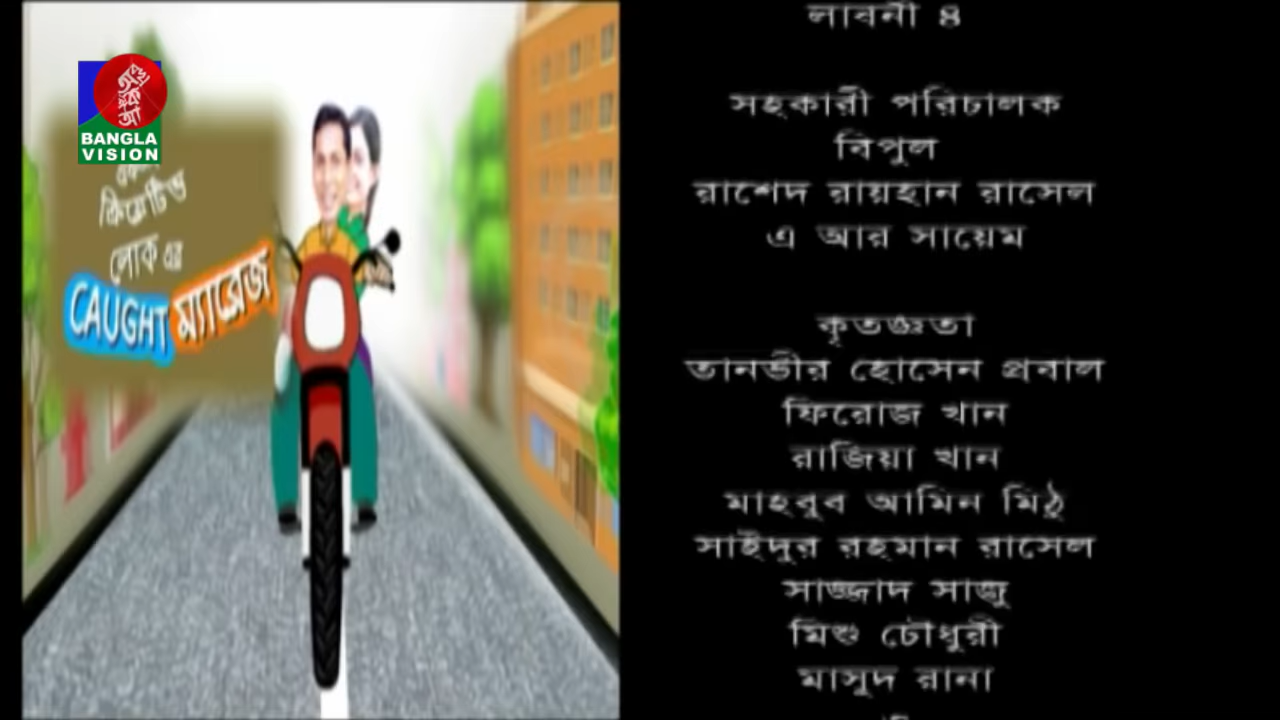 BANGLA
VISION
ক্রিয়েটিভ
লোক এর
CAUGHT ম্যারেজ
লাবনী ৪
সহকারী পরিচালক
বিপুল
রাশেদ রায়হান রাসেল
এ আর সায়েম
কৃতজ্ঞতা
তানভীর হোসেন প্রবাল
ফিরোজ খান
রাজিয়া খান
মাহবুব আমিন মিঠু
সাইদুর রহমান রাসেল
সাজ্জাদ সাজু
মিশু চৌধুরী
মাসুদ রানা